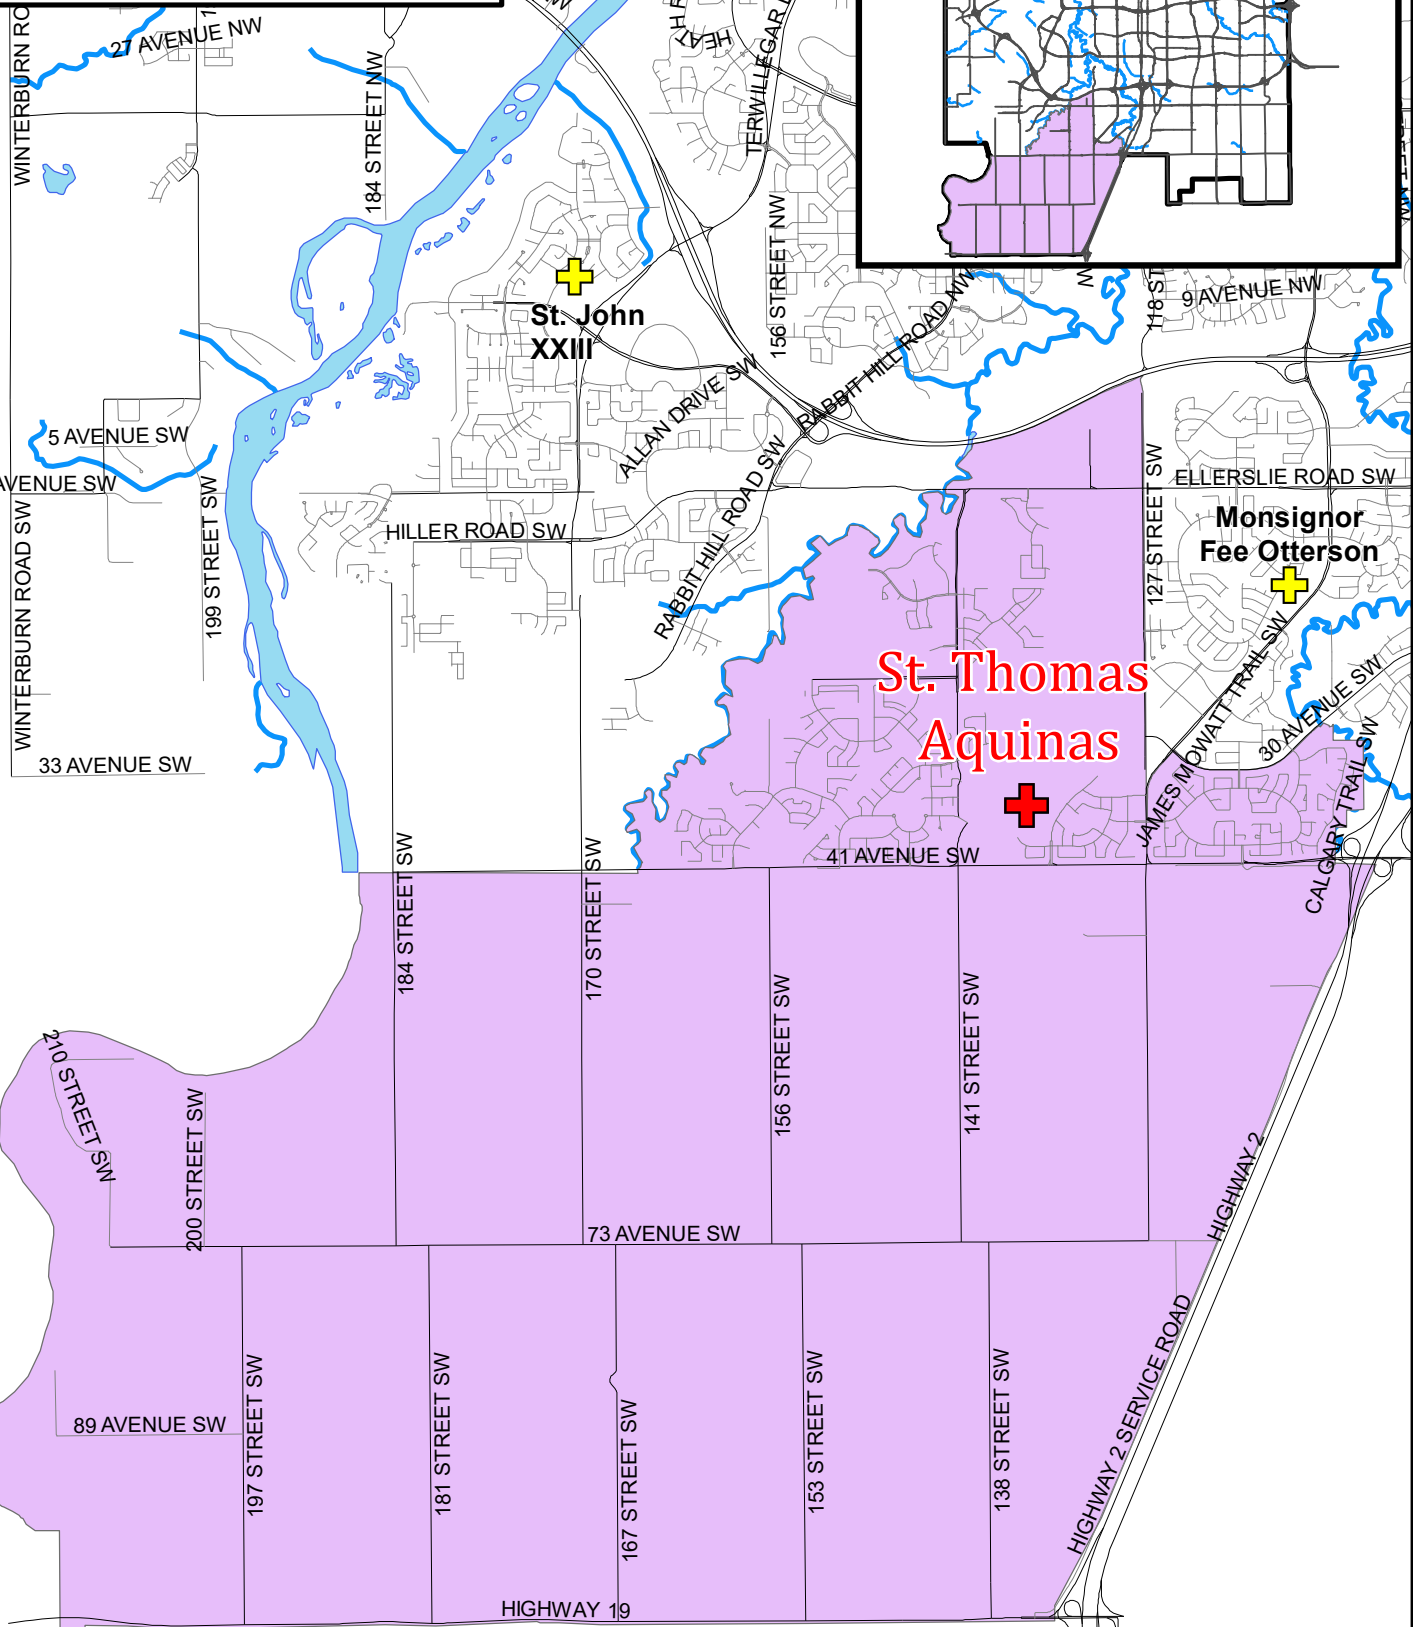 WINTERBURN RO
27 AVENUE NW
184 STREET NW
HEATHER
TERWILLEGAR
156 STREET NW
St. John
XXIII
RABBIT HILL ROAD NW
W
118 ST
9 AVENUE NW
ALLAN DRIVE SW
5 AVENUE SW
AVENUE SW
WINTERBURN ROAD SW
199 STREET SW
HILLER ROAD SW
RABBIT HILL ROAD SW
127 STREET SW
ELLERSLIE ROAD SW
Monsignor
Fee Otterson
St. Thomas
Aquinas
JAMES MOWATT TRAIL SW
30 AVENUE SW
CALGARY TRAIL SW
33 AVENUE SW
41 AVENUE SW
184 STREET SW
170 STREET SW
156 STREET SW
141 STREET SW
210 STREET SW
200 STREET SW
73 AVENUE SW
HIGHWAY 2
89 AVENUE SW
197 STREET SW
181 STREET SW
167 STREET SW
153 STREET SW
138 STREET SW
HIGHWAY 2 SERVICE ROAD
HIGHWAY 19